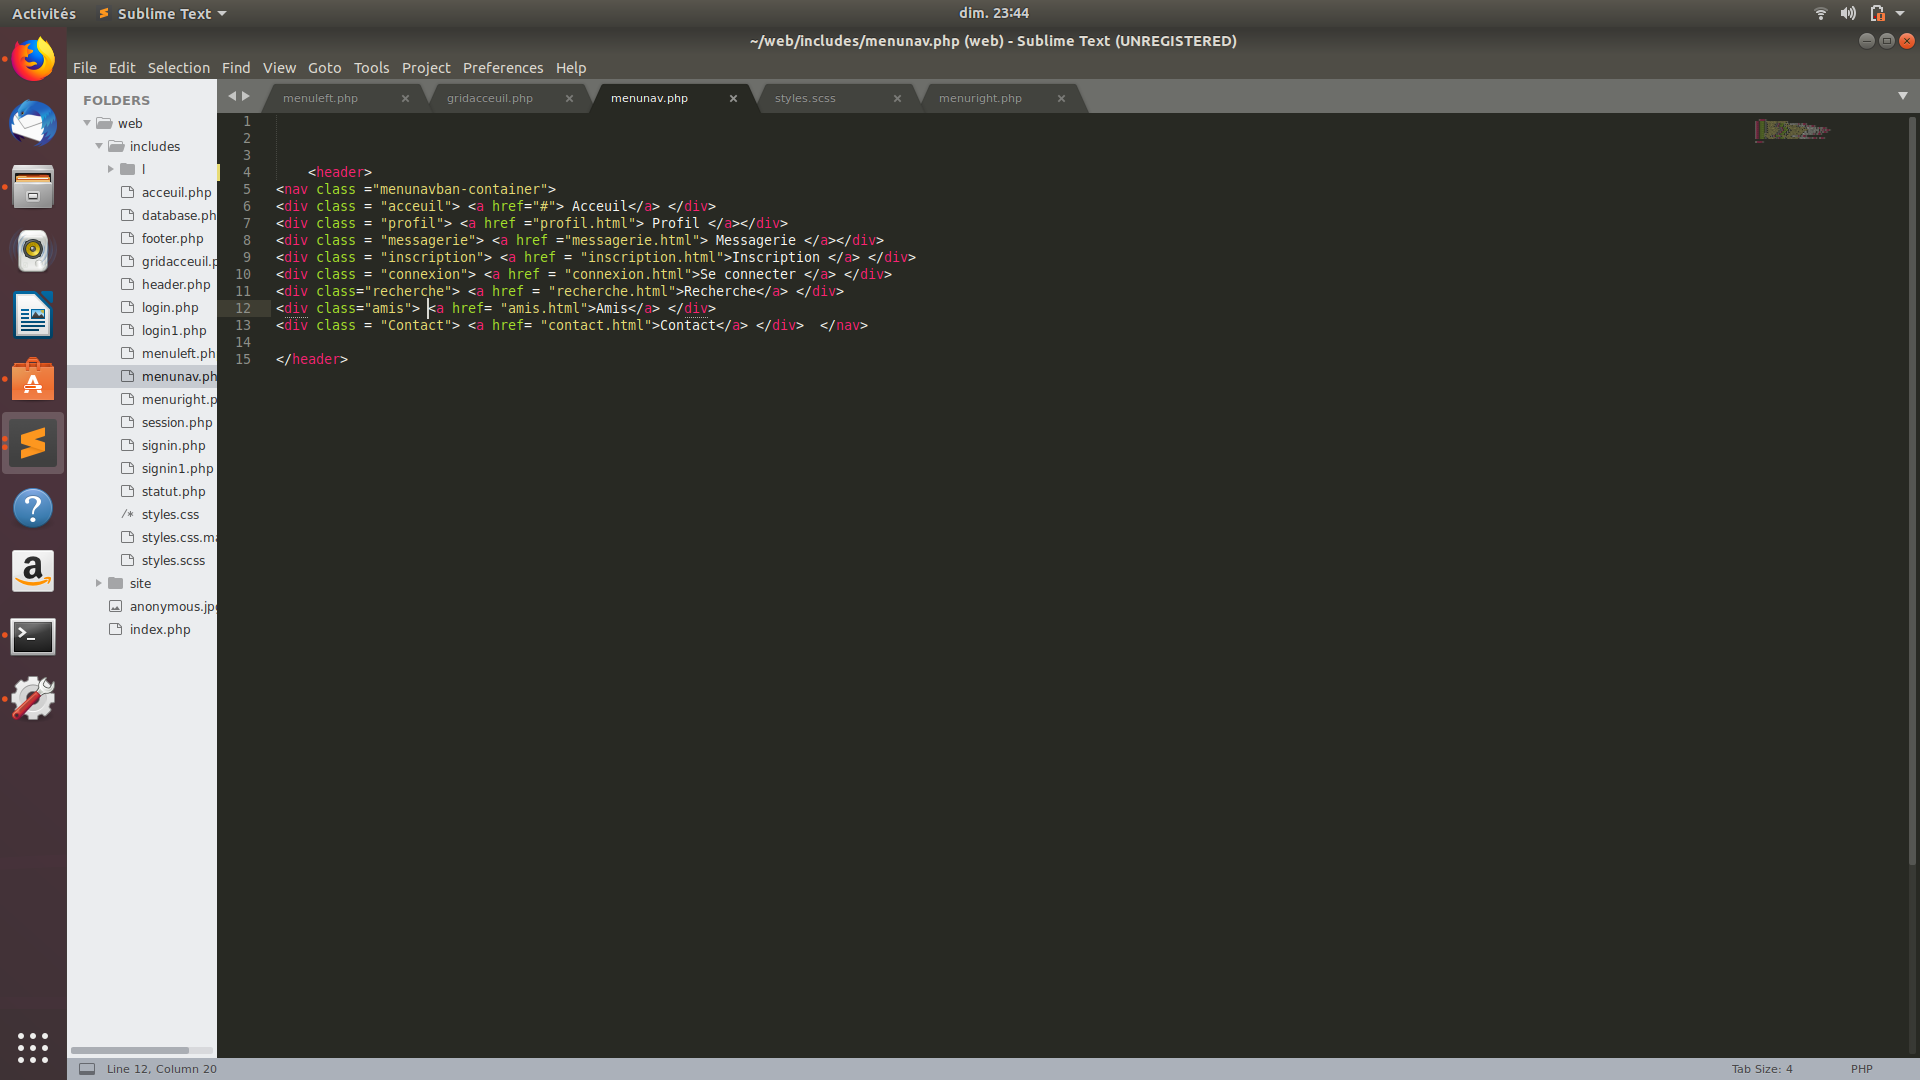 Activités Sublime Text dim. 23:44
~/web/includes/menunav.php (web) - Sublime Text (UNREGISTERED)
File Edit Selection Find View Goto Tools Project Preferences Help
FOLDERS
web
includes
l
acceuil.php
database.ph
footer.php
gridacceuil.p
header.php
login.php
login1.php
menuleft.ph
menunav.ph
menuright.p
session.php
signin.php
signin1.php
statut.php
/* styles.css
styles.css.ma
styles.scss
site
anonymous.jpg
index.php
menuleft.php × gridacceuil.php × menunav.php × styles.scss × menuright.php ×
1
2
3
4 <header>
5 <nav class ="menunavban-container">
6 <div class = "acceuil"> <a href="#"> Acceuil</a> </div>
7 <div class = "profil"> <a href ="profil.html"> Profil </a></div>
8 <div class = "messagerie"> <a href ="messagerie.html"> Messagerie </a></div>
9 <div class = "inscription"> <a href = "inscription.html">Inscription </a> </div>
10 <div class = "connexion"> <a href = "connexion.html">Se connecter </a> </div>
11 <div class="recherche"> <a href = "recherche.html">Recherche</a> </div>
12 <div class="amis"> <a href= "amis.html">Amis</a> </div>
13 <div class = "Contact"> <a href= "contact.html">Contact</a> </div>  </nav>
14
15 </header>
Line 12, Column 20 Tab Size: 4 PHP